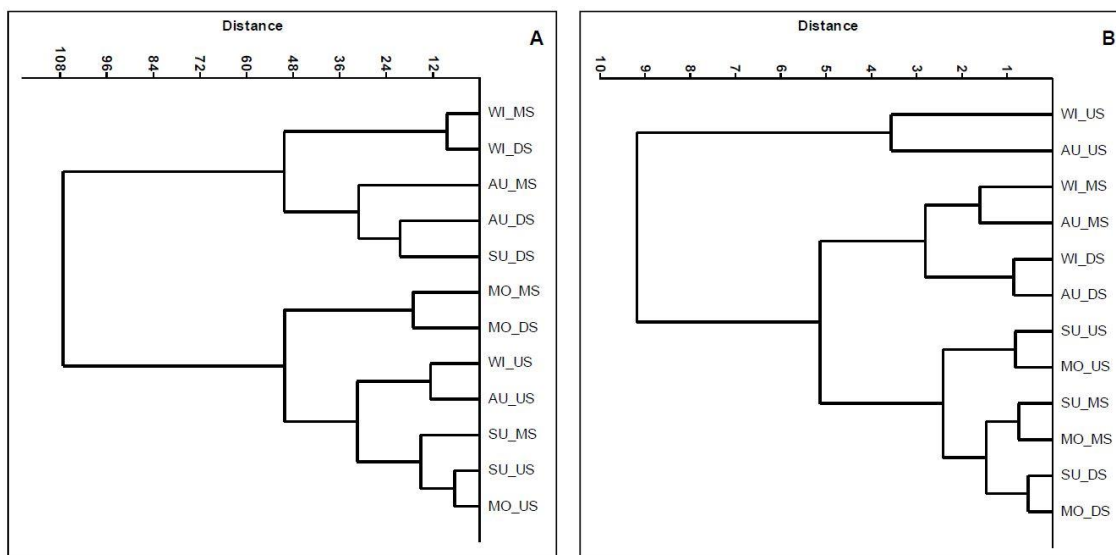 Distance
A
108 96 84 72 60 48 36 24 12
WI_MS
WI_DS
AU_MS
AU_DS
SU_DS
MO_MS
MO_DS
WI_US
AU_US
SU_MS
SU_US
MO_US
Distance
B
10 9 8 7 6 5 4 3 2 1
WI_US
AU_US
WI_MS
AU_MS
WI_DS
AU_DS
SU_US
MO_US
SU_MS
MO_MS
SU_DS
MO_DS